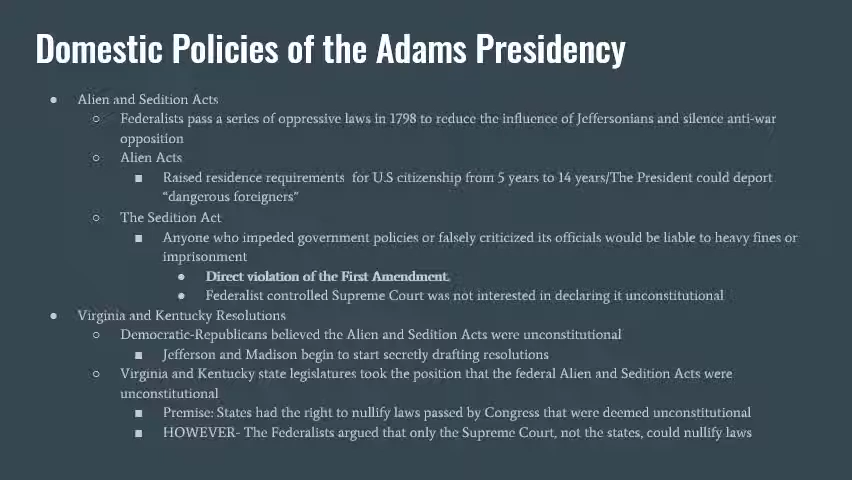 Domestic Policies of the Adams Presidency
● Alien and Sedition Acts
○ Federalists pass a series of oppressive laws in 1798 to reduce the influence of Jeffersonians and silence anti-war
opposition
○ Alien Acts
■ Raised residence requirements for U.S citizenship from 5 years to 14 years/The President could deport
“dangerous foreigners”
○ The Sedition Act
■ Anyone who impeded government policies or falsely criticized its officials would be liable to heavy fines or
imprisonment
● Direct violation of the First Amendment.
● Federalist controlled Supreme Court was not interested in declaring it unconstitutional
● Virginia and Kentucky Resolutions
○ Democratic-Republicans believed the Alien and Sedition Acts were unconstitutional
■ Jefferson and Madison begin to start secretly drafting resolutions
○ Virginia and Kentucky state legislatures took the position that the federal Alien and Sedition Acts were
unconstitutional
■ Premise: States had the right to nullify laws passed by Congress that were deemed unconstitutional
■ HOWEVER- The Federalists argued that only the Supreme Court, not the states, could nullify laws